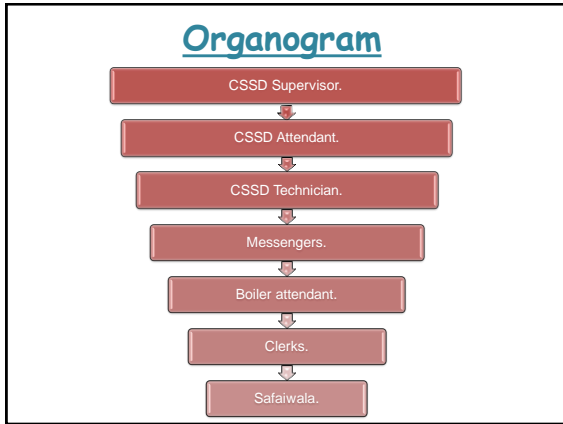 Organogram
CSSD Supervisor.
CSSD Attendant.
CSSD Technician.
Messengers.
Boiler attendant.
Clerks.
Safaiwala.